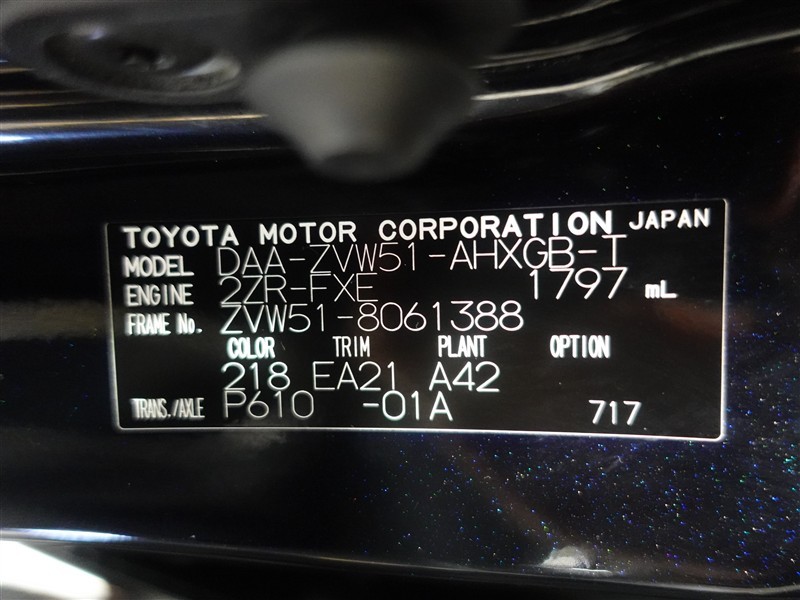 TOYOTA MOTOR CORPORATION JAPAN
MODEL DAA-ZVW51-AHXGB-T
ENGINE 2ZR-FXE 1797 mL
FRAME No. ZVW51-8061388
COLOR TRIM PLANT OPTION
218 EA21 A42
TRANS./AXLE P610 -01A 717